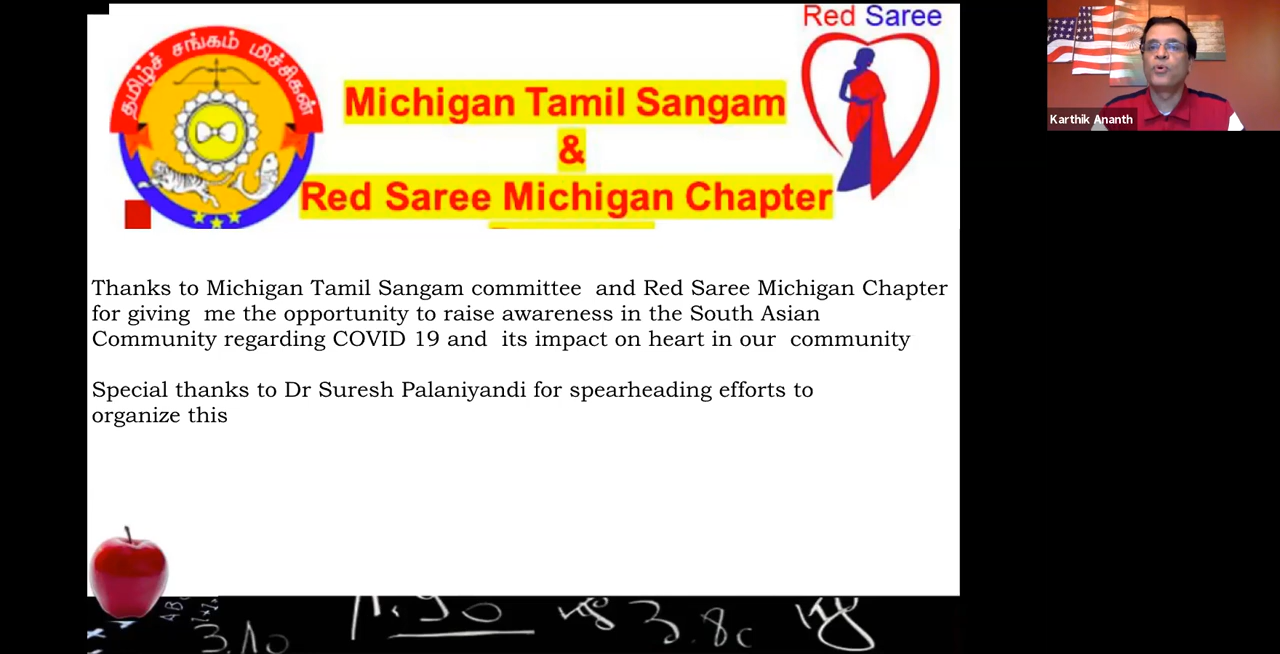 தமிழ்ச் சங்கம் மிச்சிகன்
Red Saree
Michigan Tamil Sangam
&
Red Saree Michigan Chapter
Karthik Ananth
Thanks to Michigan Tamil Sangam committee and Red Saree Michigan Chapter
for giving me the opportunity to raise awareness in the South Asian
Community regarding COVID 19 and its impact on heart in our community
Special thanks to Dr Suresh Palaniyandi for spearheading efforts to
organize this